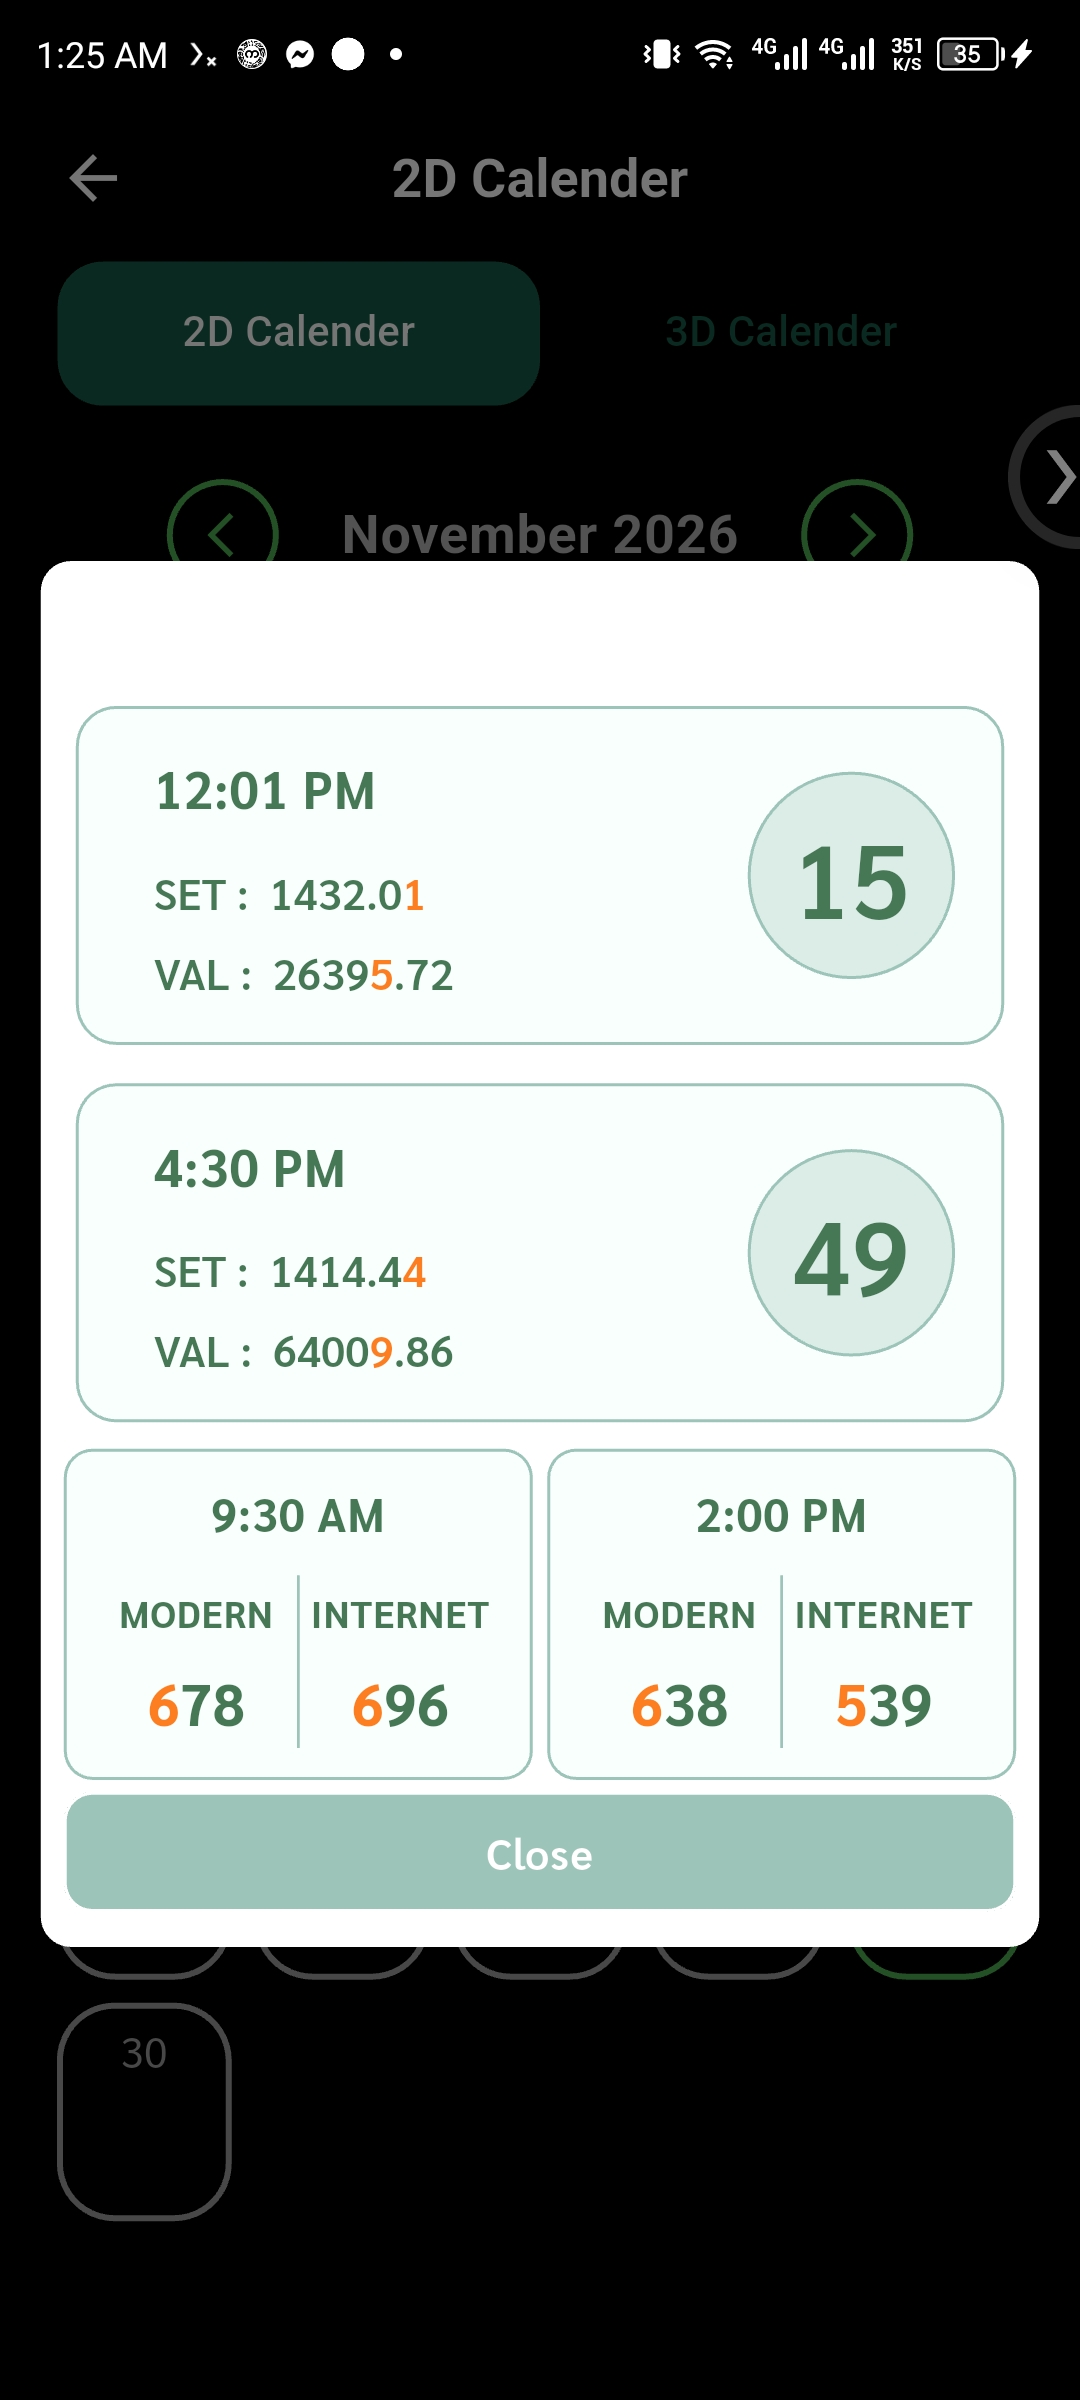 1:25 AM 4G 4G 351 K/S 35
2D Calender
2D Calender 3D Calender
November 2026
12:01 PM
SET : 1432.01
VAL : 26395.72
15
4:30 PM
SET : 1414.44
VAL : 64009.86
49
9:30 AM
MODERN INTERNET
678 696
2:00 PM
MODERN INTERNET
638 539
Close
30